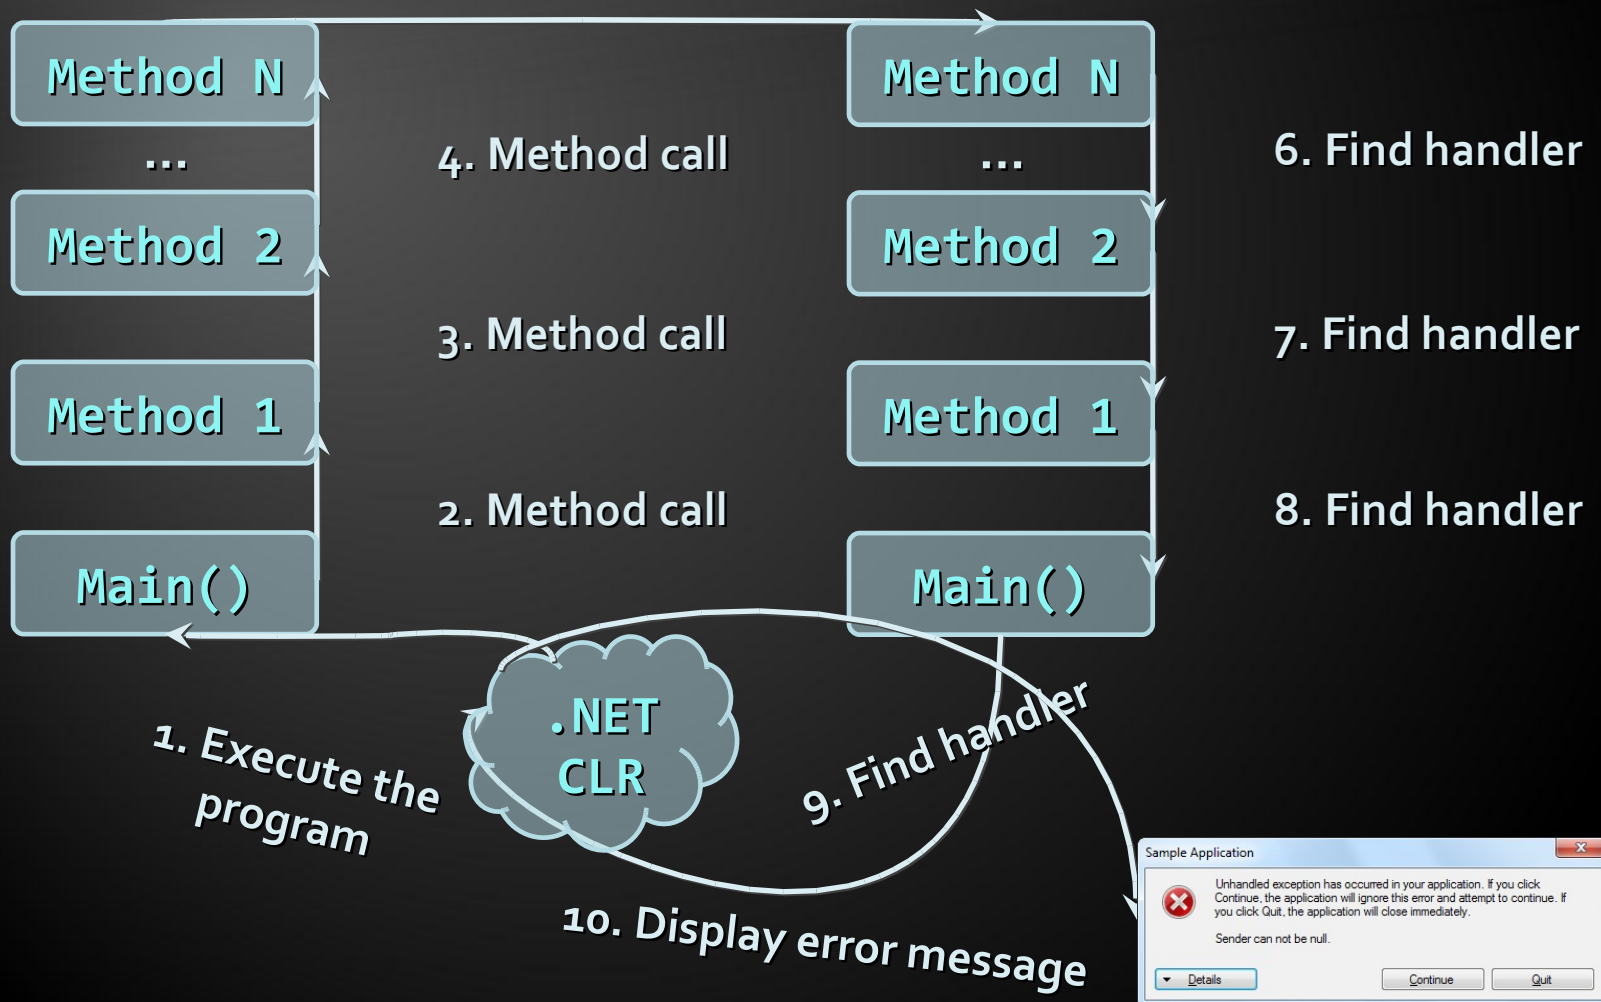 Method N
...
Method 2
Method 1
Main()
4. Method call
3. Method call
2. Method call
Method N
...
Method 2
Method 1
Main()
6. Find handler
7. Find handler
8. Find handler
.NET
CLR
1. Execute the
program
9. Find handler
10. Display error message
Sample Application
Unhandled exception has occurred in your application. If you click
Continue, the application will ignore this error and attempt to continue. If
you click Quit, the application will close immediately.
Sender can not be null.
Details
Continue
Quit